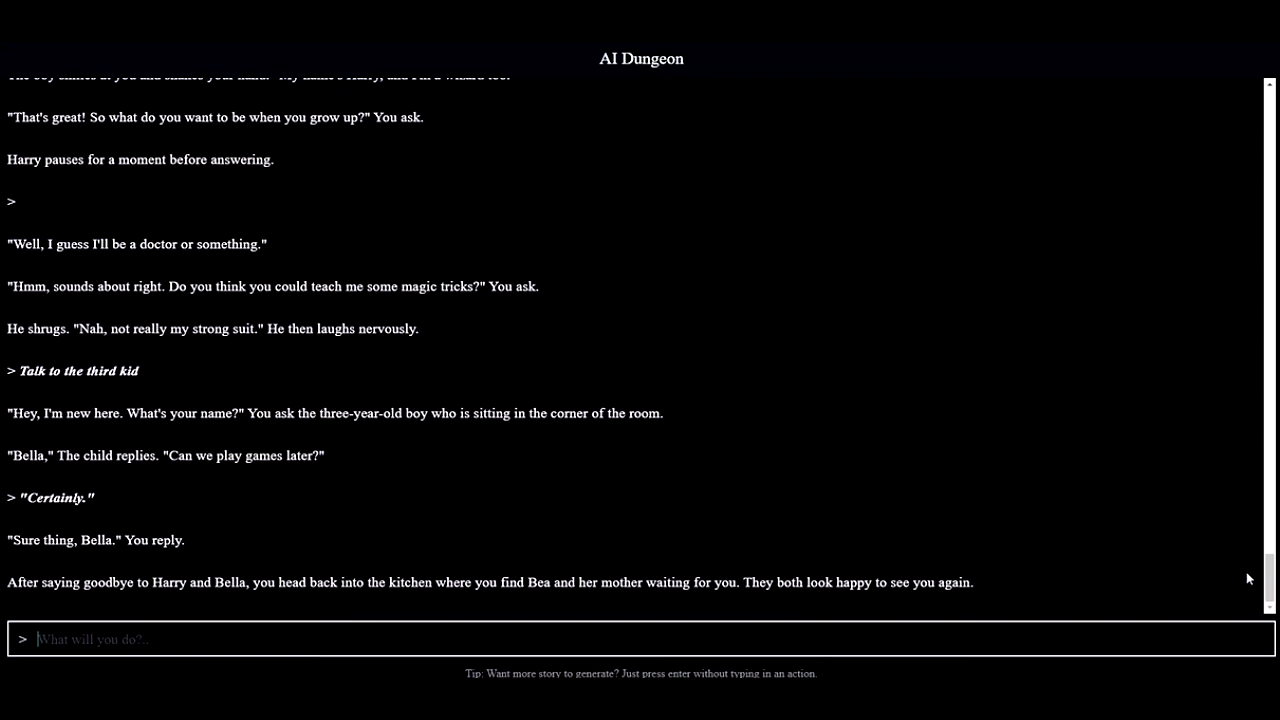 AI Dungeon
"That's great! So what do you want to be when you grow up?" You ask.
Harry pauses for a moment before answering.
>
"Well, I guess I'll be a doctor or something."
"Hmm, sounds about right. Do you think you could teach me some magic tricks?" You ask.
He shrugs. "Nah, not really my strong suit." He then laughs nervously.
> Talk to the third kid
"Hey, I'm new here. What's your name?" You ask the three-year-old boy who is sitting in the corner of the room.
"Bella," The child replies. "Can we play games later?"
> "Certainly."
"Sure thing, Bella." You reply.
After saying goodbye to Harry and Bella, you head back into the kitchen where you find Bea and her mother waiting for you. They both look happy to see you again.
> What will you do?..
Tip: Want more story to generate? Just press enter without typing in an action.